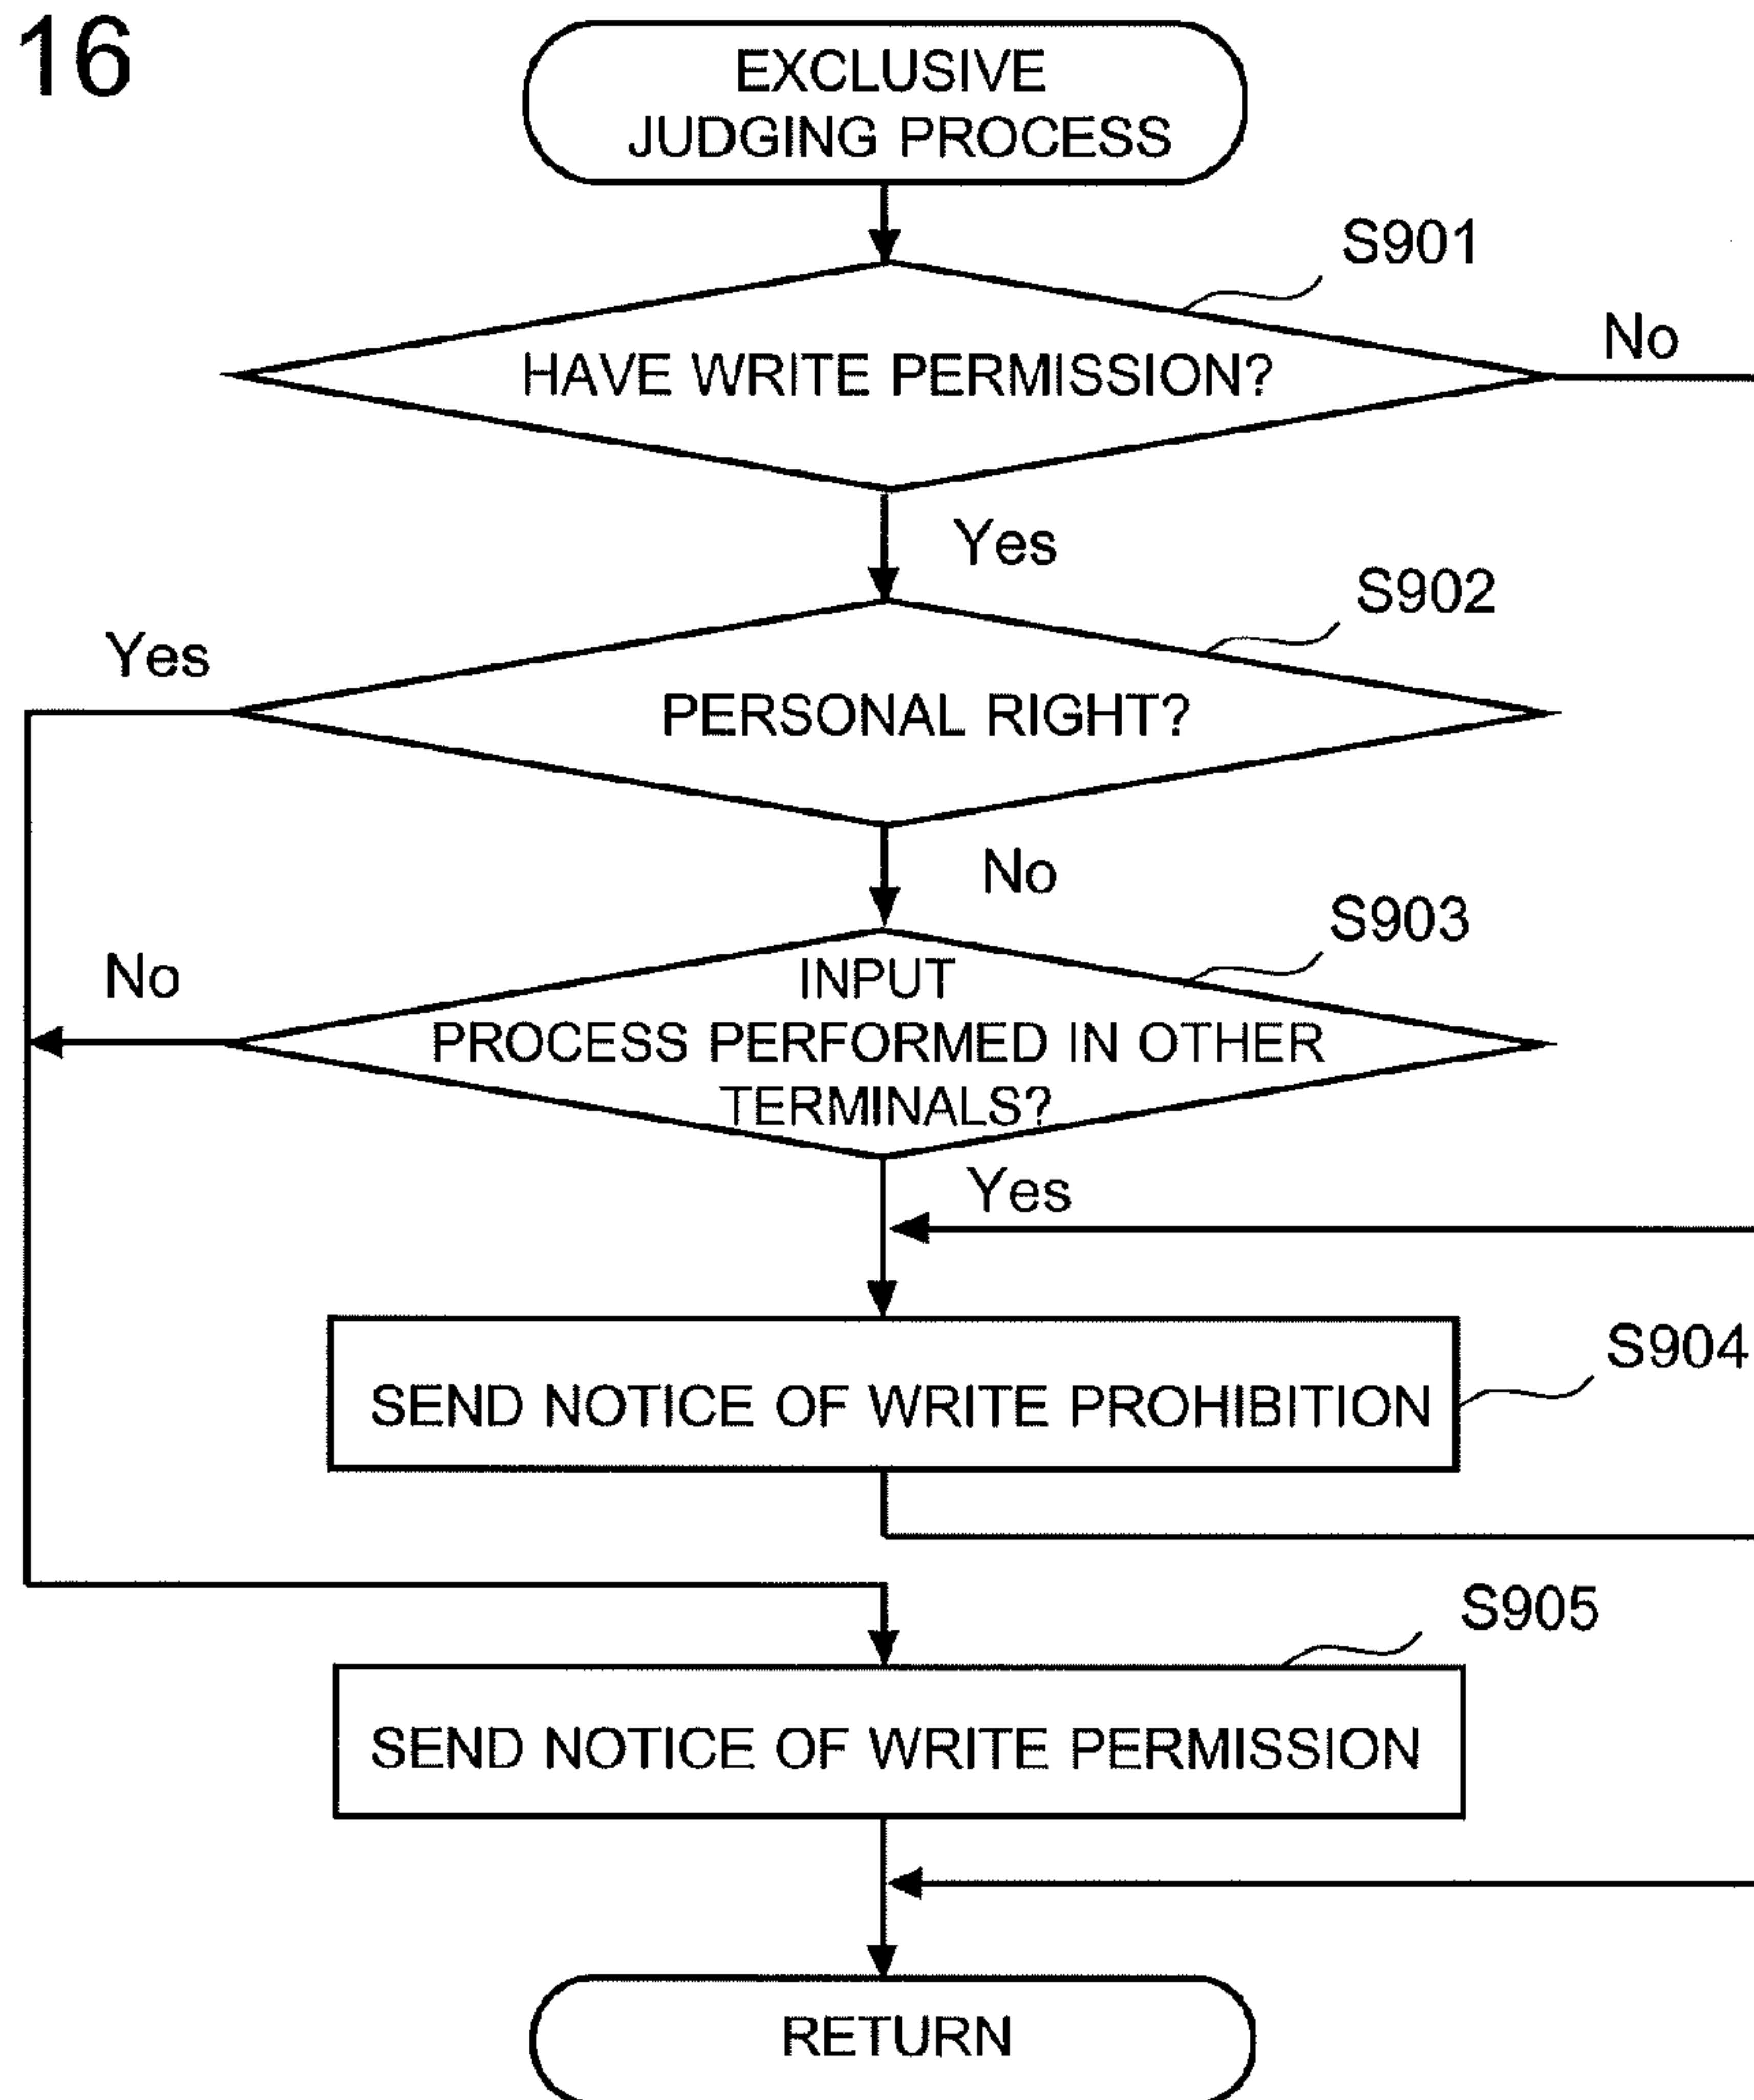 16
EXCLUSIVE
JUDGING PROCESS
S901
HAVE WRITE PERMISSION?
No
Yes
S902
Yes
PERSONAL RIGHT?
No
S903
No
INPUT
PROCESS PERFORMED IN OTHER
TERMINALS?
Yes
S904
SEND NOTICE OF WRITE PROHIBITION
S905
SEND NOTICE OF WRITE PERMISSION
RETURN